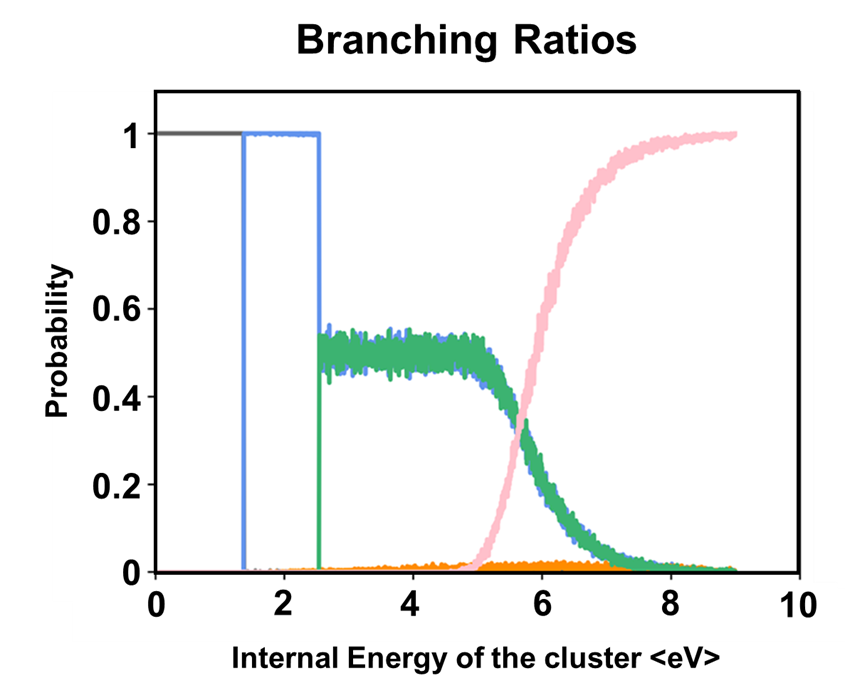 Branching Ratios
1
0.8
0.6
0.4
0.2
0
Probability
0 2 4 6 8 10
Internal Energy of the cluster <eV>